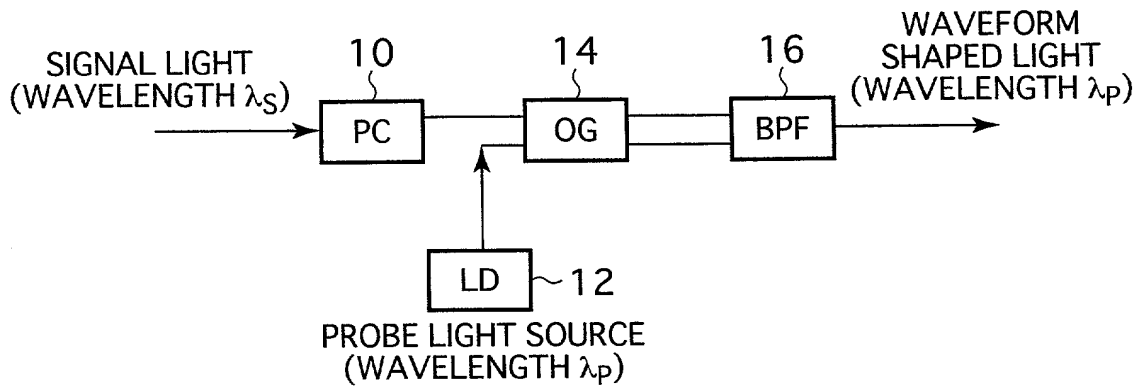 SIGNAL LIGHT
(WAVELENGTH λS)
10
PC
14
OG
16
BPF
WAVEFORM
SHAPED LIGHT
(WAVELENGTH λP)
LD
12
PROBE LIGHT SOURCE
(WAVELENGTH λP)